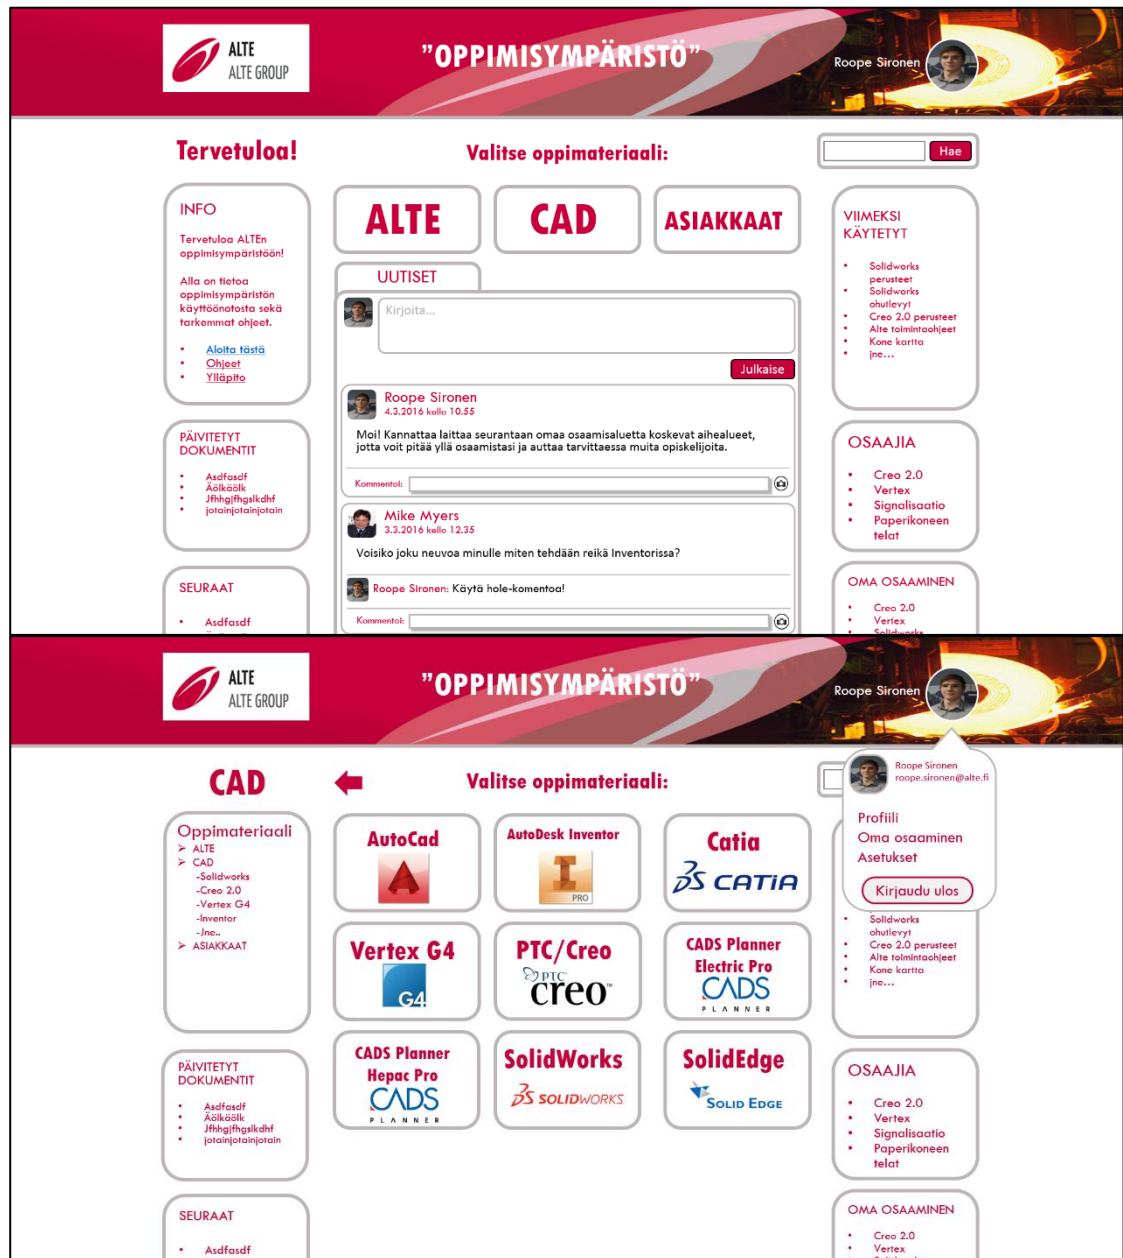 ALTE
ALTE GROUP
"OPPIMISYMPÄRISTÖ"
Roope Sironen
Tervetuloa!
Valitse oppimateriaali:
Hae
INFO
Tervetuloa ALTEn
oppimisympäristöön!
Alla on tietoa
oppimisympäristön
käyttöönotosta sekä
tarkemmat ohjeet.
• Aloita tästä
• Ohjeet
• Ylläpito
PÄIVITETYT
DOKUMENTIT
• Asdfasdf
• Äölkäölk
• Jfhhgjfhgslkdhf
• jotainjotainjotain
SEURAAT
• Asdfasdf
ALTE
CAD
ASIAKKAAT
UUTISET
Kirjoita...
Julkaise
Roope Sironen
4.3.2016 kello 10.55
Moi! Kannattaa laittaa seurantaan omaa osaamisaluetta koskevat aihealueet,
jotta voit pitää yllä osaamistasi ja auttaa tarvittaessa muita opiskelijoita.
Kommentoi:
Mike Myers
3.3.2016 kello 12.35
Voisiko joku neuvoa minulle miten tehdään reikä Inventorissa?
Roope Sironen: Käytä hole-komentoa!
Kommentoi:
VIIMEKSI
KÄYTETYT
• Solidworks
perusteet
• Solidworks
ohutlevyt
• Creo 2.0 perusteet
• Alte toimintaohjeet
• Kone kartta
• jne...
OSAAJIA
• Creo 2.0
• Vertex
• Signalisaatio
• Paperikoneen
telat
OMA OSAAMINEN
• Creo 2.0
• Vertex
• Solidworks
ALTE
ALTE GROUP
"OPPIMISYMPÄRISTÖ"
Roope Sironen
CAD
Valitse oppimateriaali:
Roope Sironen
roope.sironen@alte.fi
Profiili
Oma osaaminen
Asetukset
Kirjaudu ulos
Oppimateriaali
➢ ALTE
➢ CAD
-Solidworks
-Creo 2.0
-Vertex G4
-Inventor
-Jne..
➢ ASIAKKAAT
PÄIVITETYT
DOKUMENTIT
• Asdfasdf
• Äölkäölk
• Jfhhgjfhgslkdhf
• jotainjotainjotain
SEURAAT
• Asdfasdf
AutoCad
A
AutoDesk Inventor
I
PRO
Catia
3S CATIA
Vertex G4
G4
PTC/Creo
PTC
creo™
CADS Planner
Electric Pro
CADS
PLANNER
CADS Planner
Hepac Pro
CADS
PLANNER
SolidWorks
3S SOLIDWORKS
SolidEdge
SOLID EDGE
• Solidworks
ohutlevyt
• Creo 2.0 perusteet
• Alte toimintaohjeet
• Kone kartta
• jne...
OSAAJIA
• Creo 2.0
• Vertex
• Signalisaatio
• Paperikoneen
telat
OMA OSAAMINEN
• Creo 2.0
• Vertex